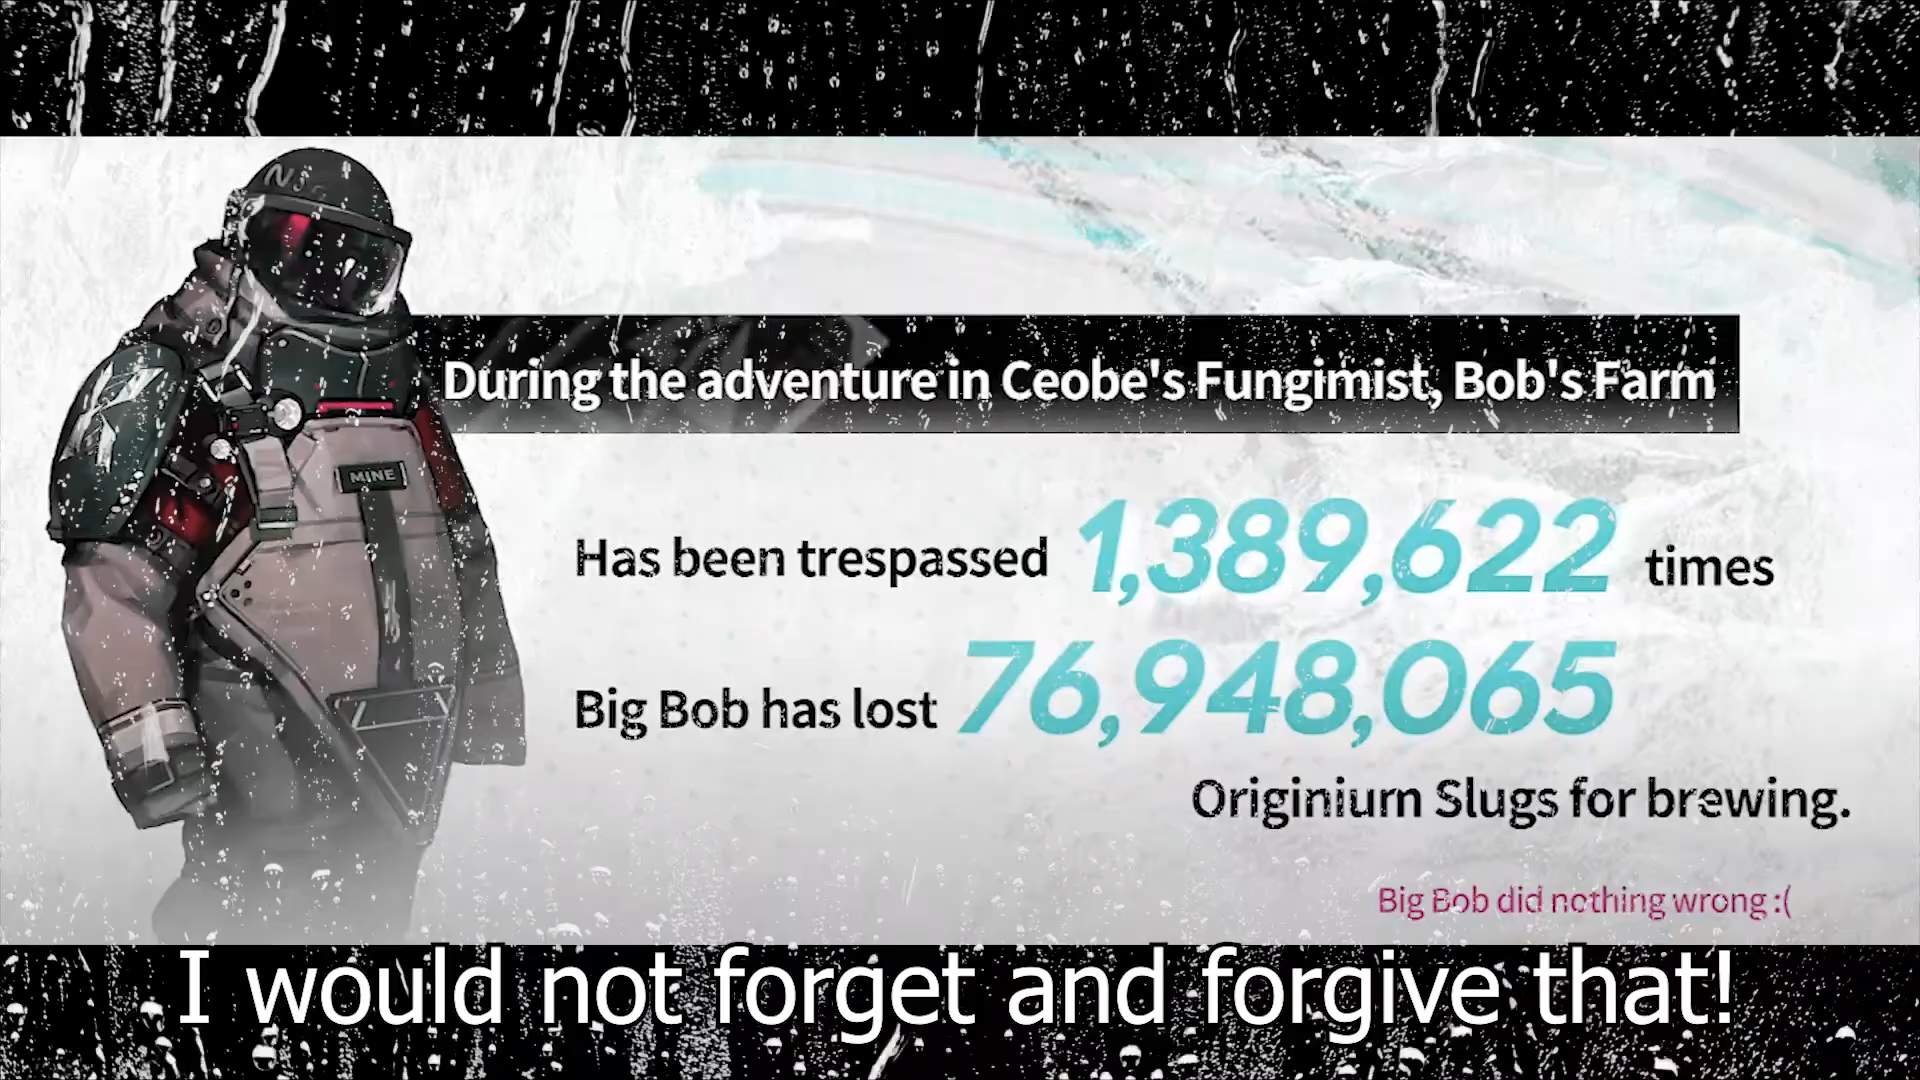 During the adventure in Ceobe's Fungimist, Bob's Farm
MINE
Has been trespassed 1,389,622 times
Big Bob has lost 76,948,065
Originium Slugs for brewing.
Big Bob did nothing wrong :(
I would not forget and forgive that!